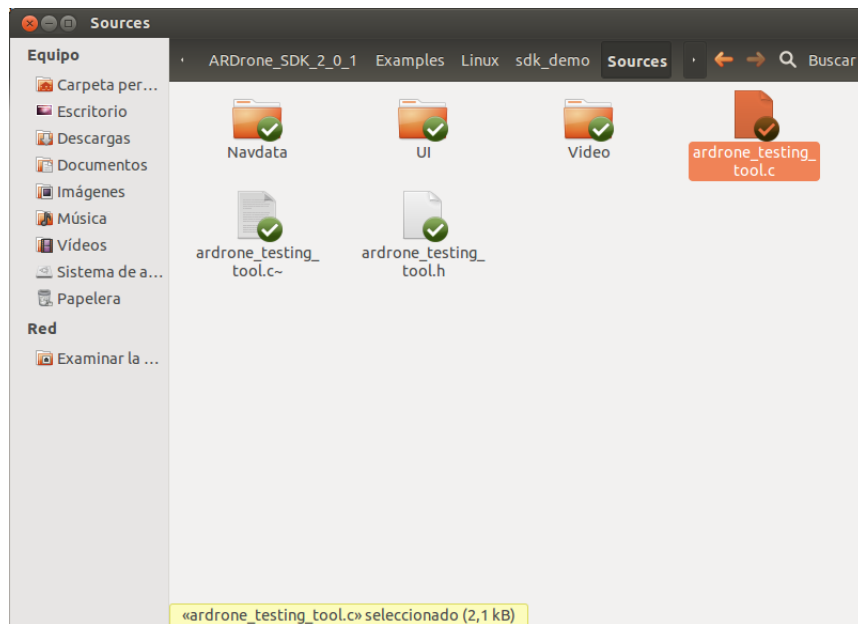 Sources
Equipo
Carpeta per...
Escritorio
Descargas
Documentos
Imágenes
Música
Vídeos
Sistema de a...
Papelera
Red
Examinar la ...
ARDrone_SDK_2_0_1 Examples Linux sdk_demo Sources Buscar
Navdata
UI
Video
ardrone_testing_
tool.c
ardrone_testing_
tool.c~
ardrone_testing_
tool.h
«ardrone_testing_tool.c» seleccionado (2,1 kB)